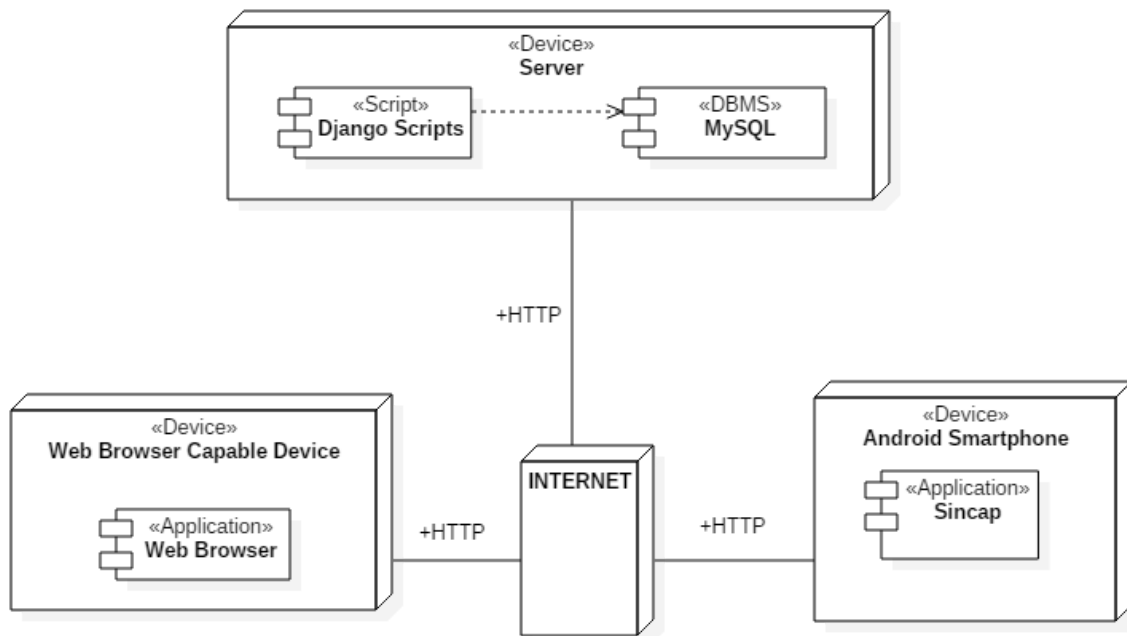 «Device»
Server
«Script»
Django Scripts
«DBMS»
MySQL
+HTTP
«Device»
Web Browser Capable Device
«Application»
Web Browser
+HTTP
INTERNET
+HTTP
«Device»
Android Smartphone
«Application»
Sincap